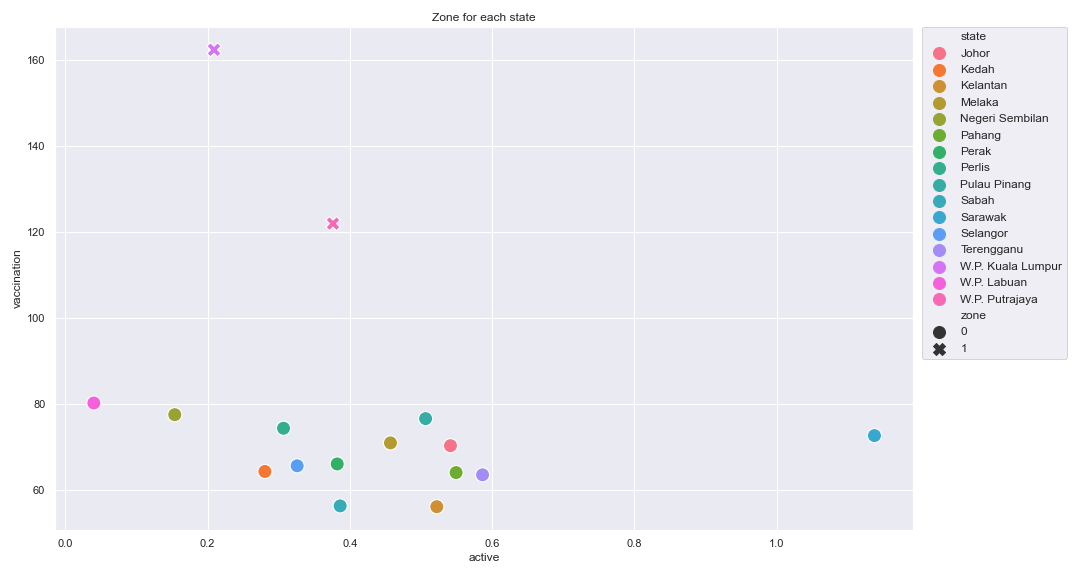 Zone for each state
160
140
120
100
80
60
vaccination
0.0
0.2
0.4
0.6
0.8
1.0
active
state
Johor
Kedah
Kelantan
Melaka
Negeri Sembilan
Pahang
Perak
Perlis
Pulau Pinang
Sabah
Sarawak
Selangor
Terengganu
W.P. Kuala Lumpur
W.P. Labuan
W.P. Putrajaya
zone
0
1